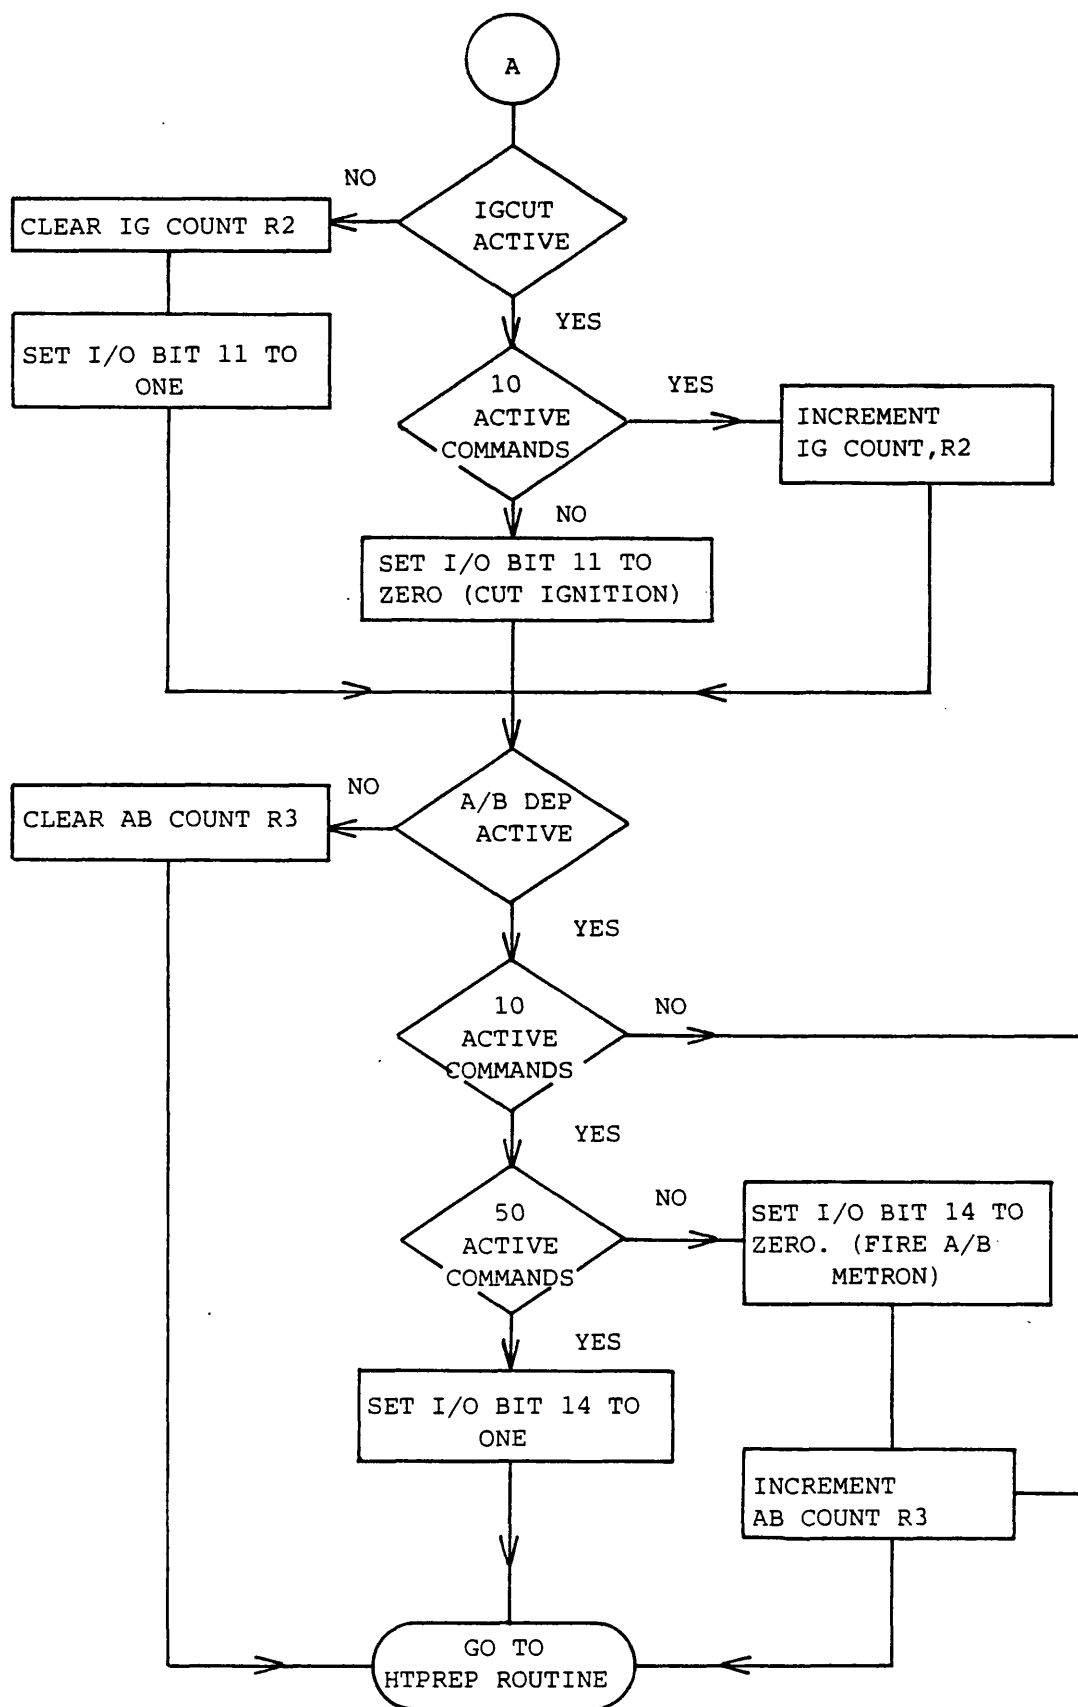 A
NO
IGCUT
ACTIVE
CLEAR IG COUNT R2
YES
SET I/O BIT 11 TO
ONE
10
ACTIVE
COMMANDS
YES
INCREMENT
IG COUNT,R2
NO
SET I/O BIT 11 TO
ZERO (CUT IGNITION)
NO
A/B DEP
ACTIVE
CLEAR AB COUNT R3
YES
10
ACTIVE
COMMANDS
NO
YES
50
ACTIVE
COMMANDS
NO
SET I/O BIT 14 TO
ZERO. (FIRE A/B
METRON)
YES
SET I/O BIT 14 TO
ONE
INCREMENT
AB COUNT R3
GO TO
HTPREP ROUTINE